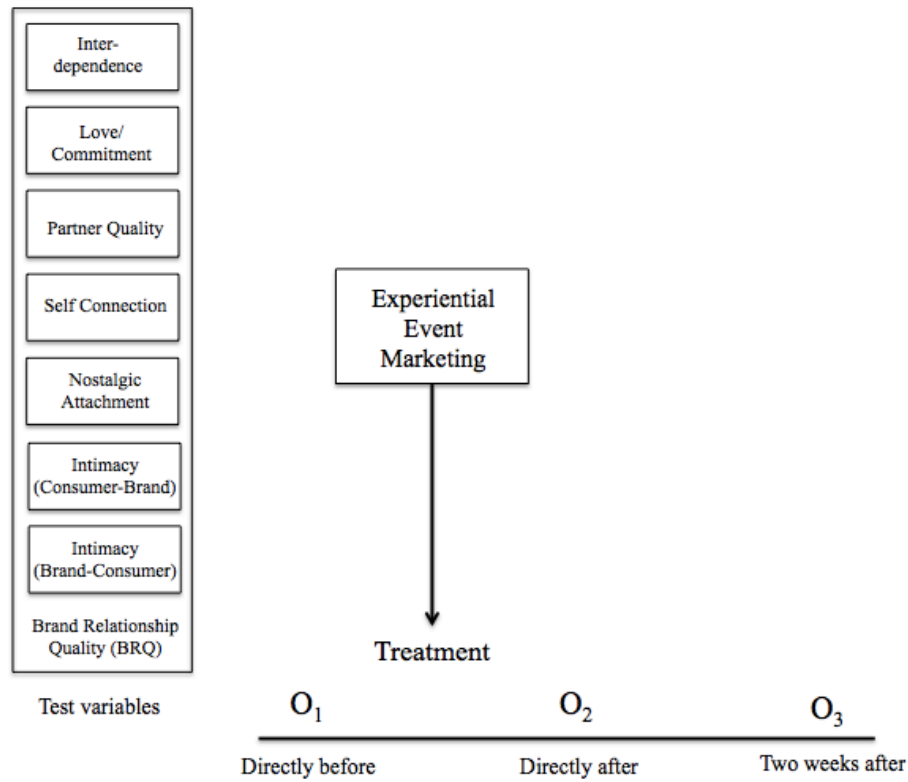 Inter-
dependence
Love/
Commitment
Partner Quality
Self Connection
Nostalgic
Attachment
Intimacy
(Consumer-Brand)
Intimacy
(Brand-Consumer)
Brand Relationship
Quality (BRQ)
Test variables
Experiential
Event
Marketing
Treatment
O₁ O₂ O₃
Directly before Directly after Two weeks after